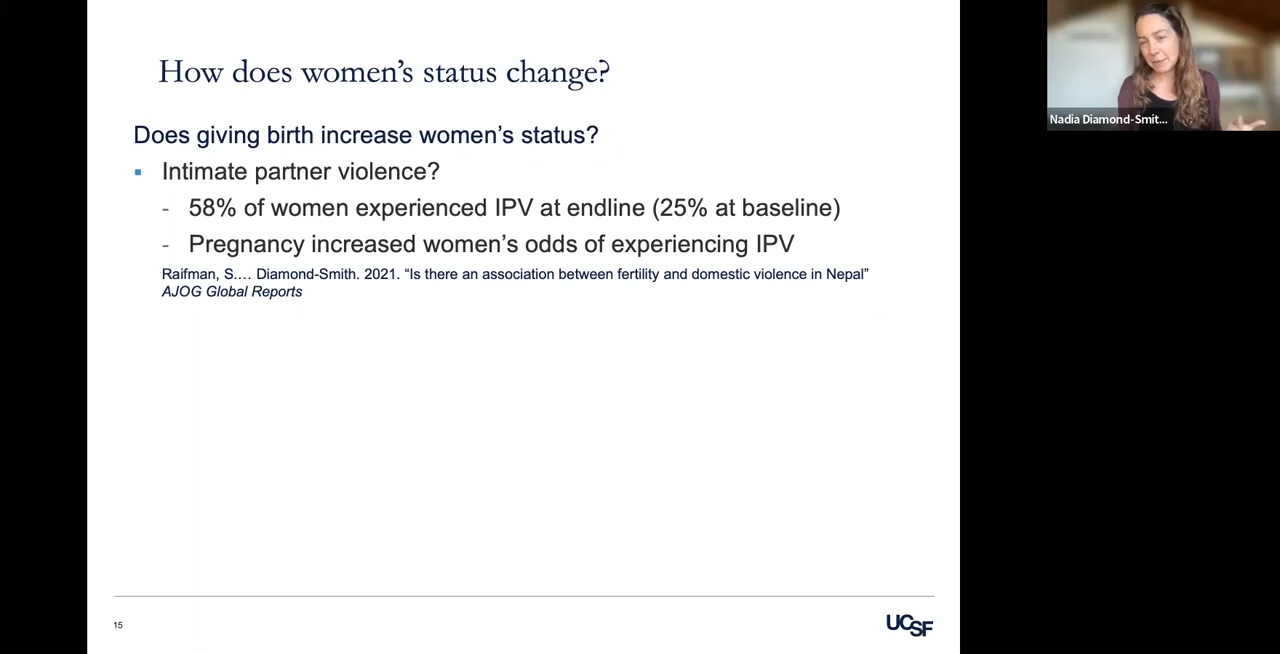 How does women’s status change?
Does giving birth increase women’s status?
▪ Intimate partner violence?
- 58% of women experienced IPV at endline (25% at baseline)
- Pregnancy increased women’s odds of experiencing IPV
Raifman, S.… Diamond-Smith. 2021. “Is there an association between fertility and domestic violence in Nepal”
AJOG Global Reports
15
UCSF
Nadia Diamond-Smit...